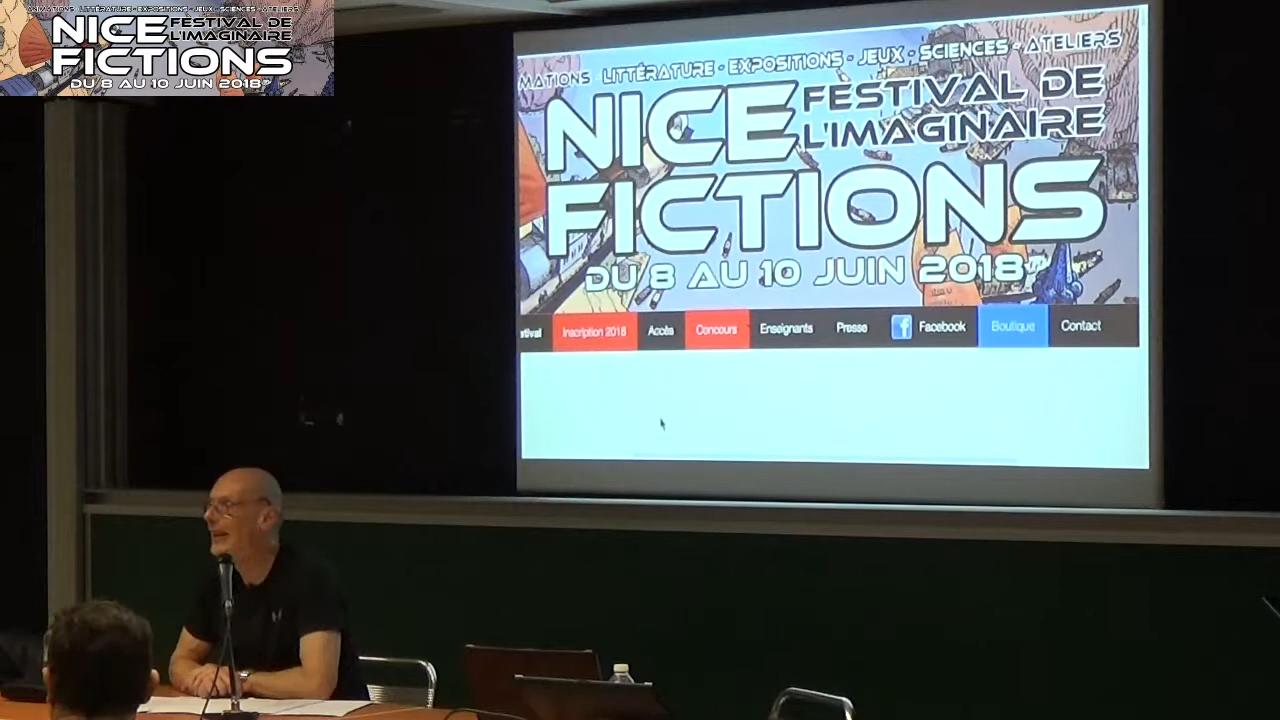 ANIMATIONS - LITTÉRATURE - EXPOSITIONS - JEUX - SCIENCES - ATELIERS
NICE FESTIVAL DE
L'IMAGINAIRE
FICTIONS
DU 8 AU 10 JUIN 2018
MATIONS - LITTÉRATURE - EXPOSITIONS - JEUX - SCIENCES - ATELIERS
NICE FESTIVAL DE
L'IMAGINAIRE
FICTIONS
DU 8 AU 10 JUIN 2018
stival Inscription 2018 Accès Concours Enseignants Presse f Facebook Boutique Contact